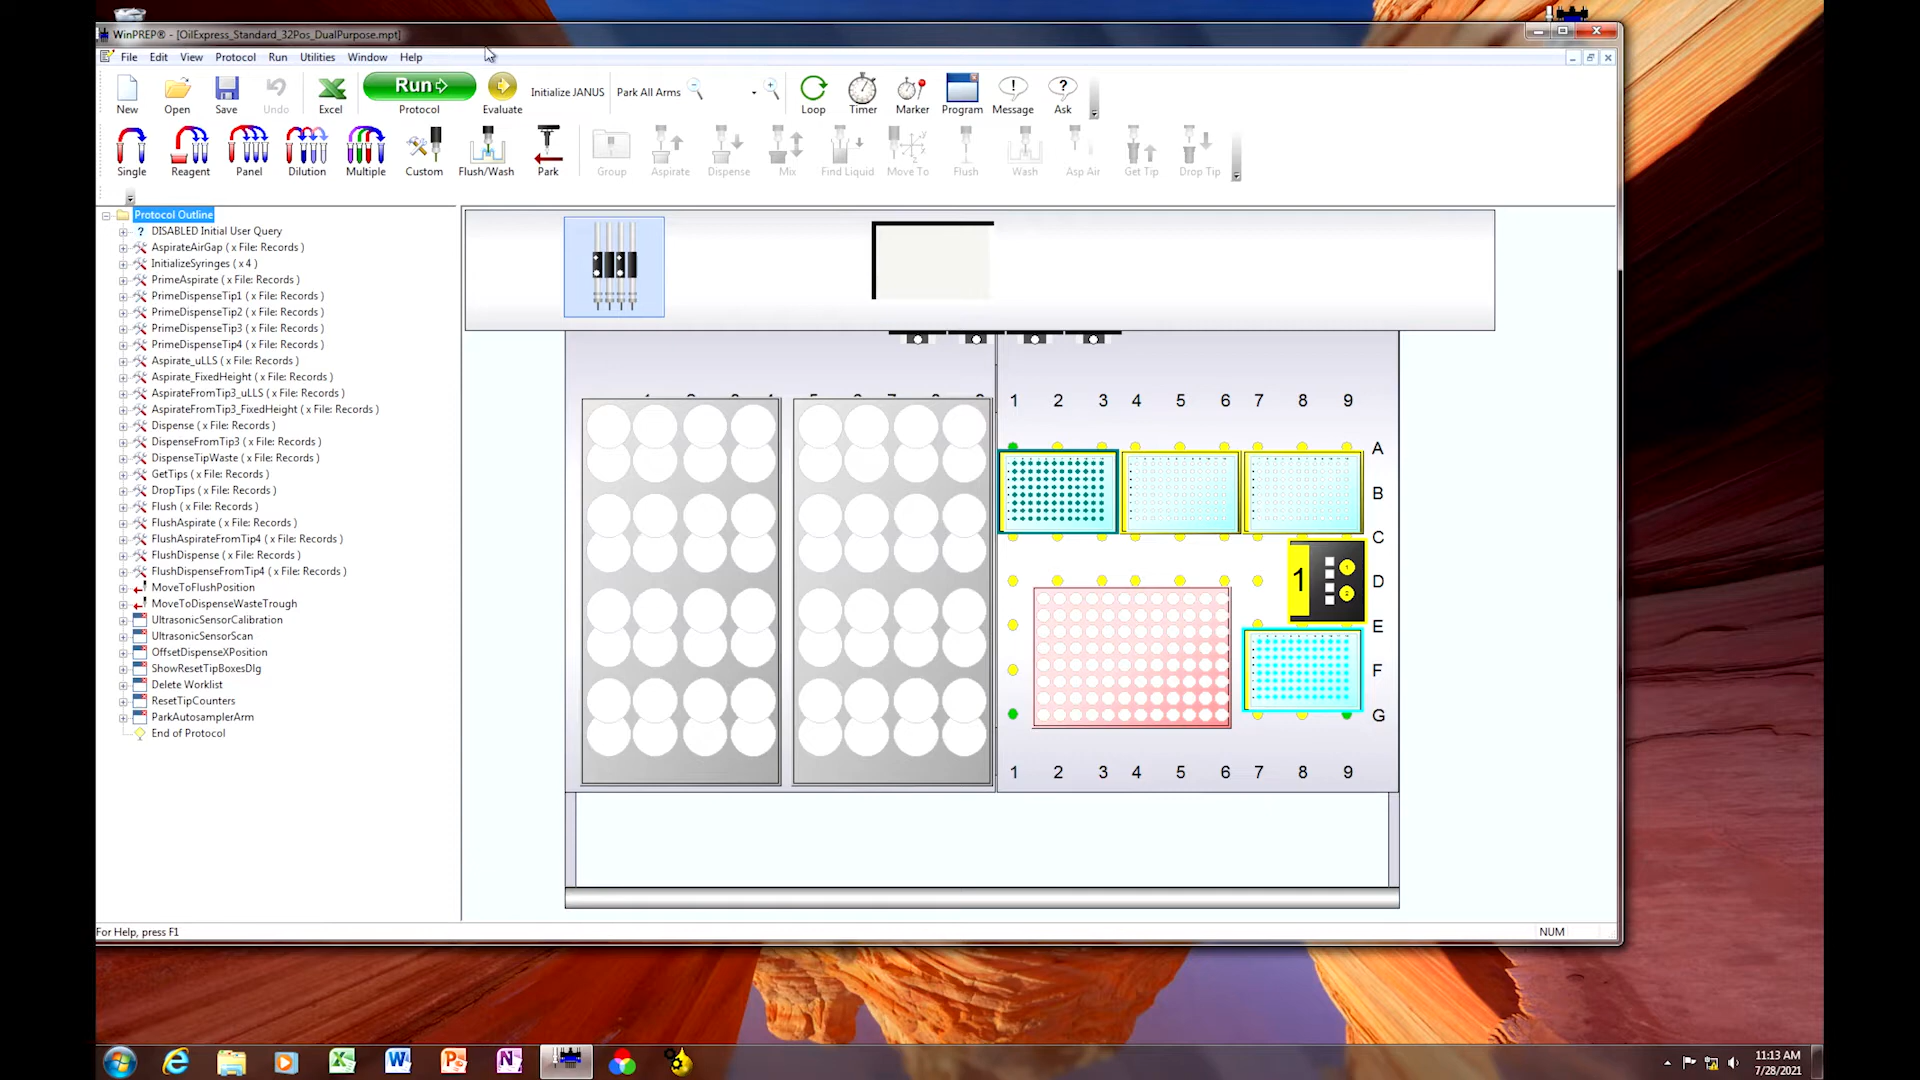 WinPREP® - [OilExpress_Standard_32Pos_DualPurpose.mpt]
File Edit View Protocol Run Utilities Window Help
New Open Save Undo Excel Run Protocol Evaluate Initialize JANUS Park All Arms Loop Timer Marker Program Message Ask
Single Reagent Panel Dilution Multiple Custom Flush/Wash Park Group Aspirate Dispense Mix Find Liquid Move To Flush Wash Asp Air Get Tip Drop Tip
Protocol Outline
DISABLED Initial User Query
AspirateAirGap ( x File: Records )
InitializeSyringes ( x 4 )
PrimeAspirate ( x File: Records )
PrimeDispenseTip1 ( x File: Records )
PrimeDispenseTip2 ( x File: Records )
PrimeDispenseTip3 ( x File: Records )
PrimeDispenseTip4 ( x File: Records )
Aspirate_uLLS ( x File: Records )
Aspirate_FixedHeight ( x File: Records )
AspirateFromTip3_uLLS ( x File: Records )
AspirateFromTip3_FixedHeight ( x File: Records )
Dispense ( x File: Records )
DispenseFromTip3 ( x File: Records )
DispenseTipWaste ( x File: Records )
GetTips ( x File: Records )
DropTips ( x File: Records )
Flush ( x File: Records )
FlushAspirate ( x File: Records )
FlushAspirateFromTip4 ( x File: Records )
FlushDispense ( x File: Records )
FlushDispenseFromTip4 ( x File: Records )
MoveToFlushPosition
MoveToDispenseWasteTrough
UltrasonicSensorCalibration
UltrasonicSensorScan
OffsetDispenseXPosition
ShowResetTipBoxesDlg
Delete Worklist
ResetTipCounters
ParkAutosamplerArm
End of Protocol
1 2 3 4 5 6 7 8 9
A
B
C
D
1
E
F
G
1 2 3 4 5 6 7 8 9
For Help, press F1
NUM
11:13 AM
7/28/2021